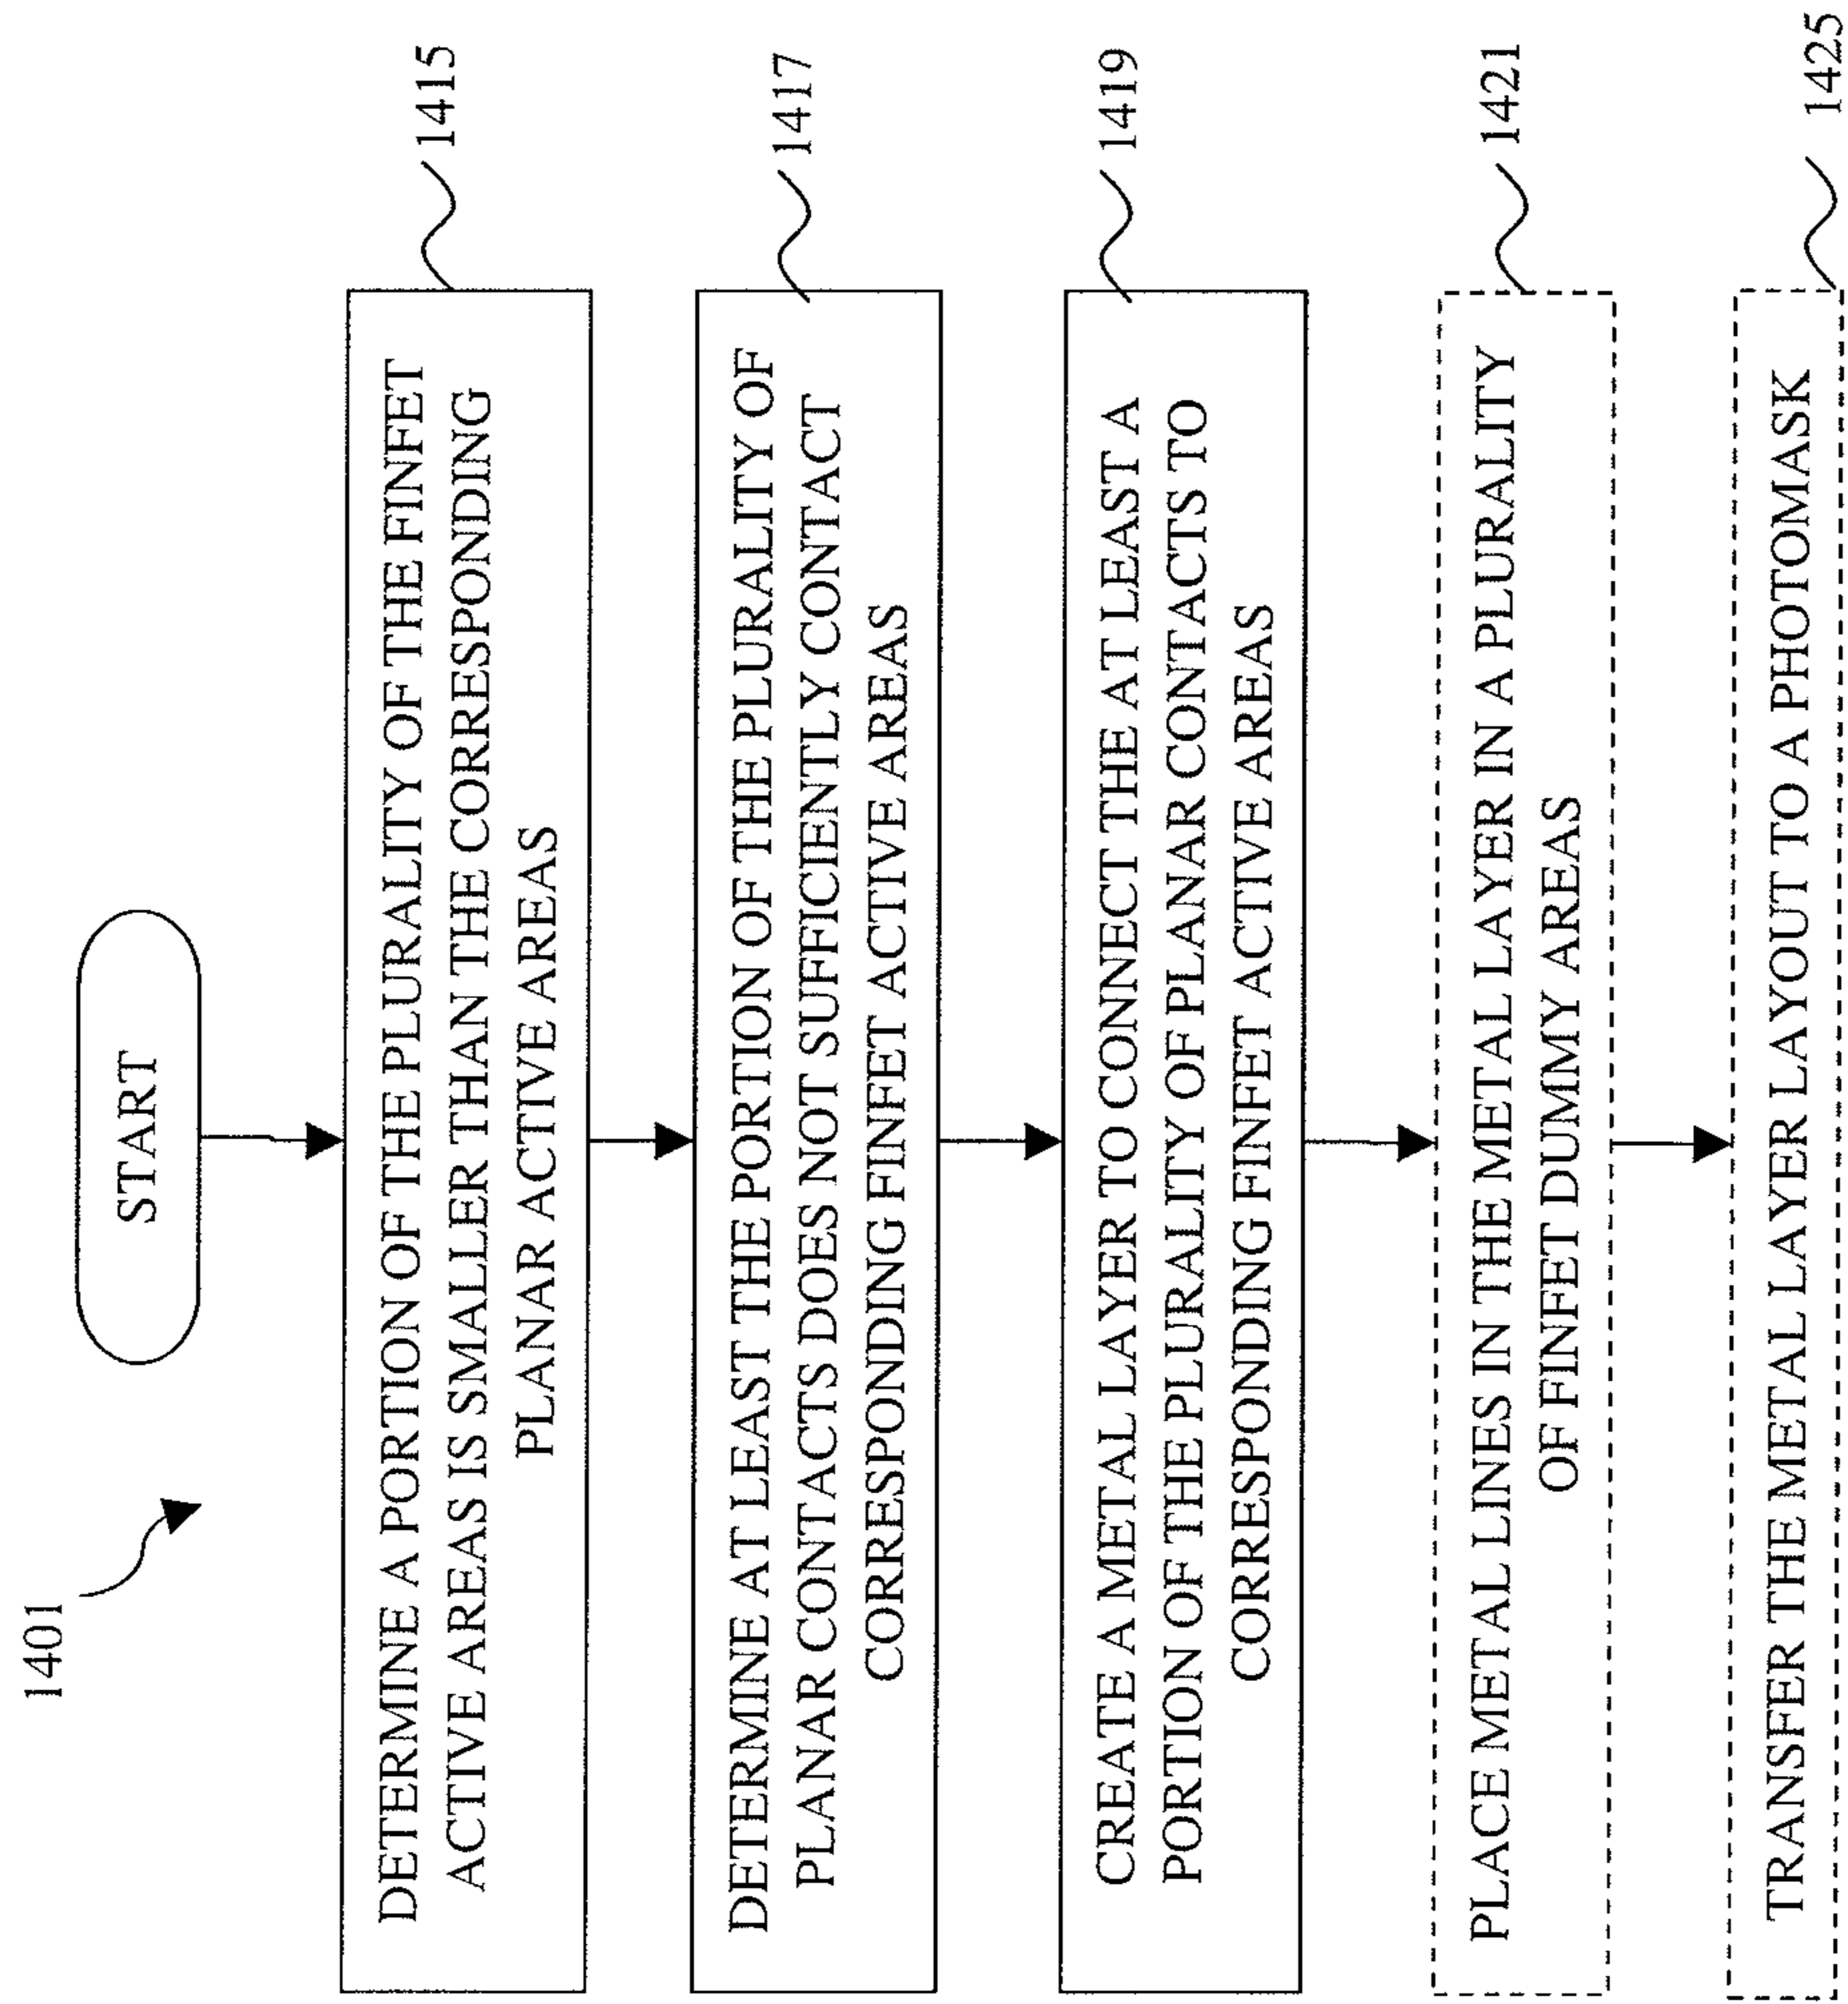 1401
START
DETERMINE A PORTION OF THE PLURALITY OF THE FINFET
ACTIVE AREAS IS SMALLER THAN THE CORRESPONDING
PLANAR ACTIVE AREAS
1415
DETERMINE AT LEAST THE PORTION OF THE PLURALITY OF
PLANAR CONTACTS DOES NOT SUFFICIENTLY CONTACT
CORRESPONDING FINFET ACTIVE AREAS
1417
CREATE A METAL LAYER TO CONNECT THE AT LEAST A
PORTION OF THE PLURALITY OF PLANAR CONTACTS TO
CORRESPONDING FINFET ACTIVE AREAS
1419
PLACE METAL LINES IN THE METAL LAYER IN A PLURALITY
OF FINFET DUMMY AREAS
1421
TRANSFER THE METAL LAYER LAYOUT TO A PHOTOMASK
1425